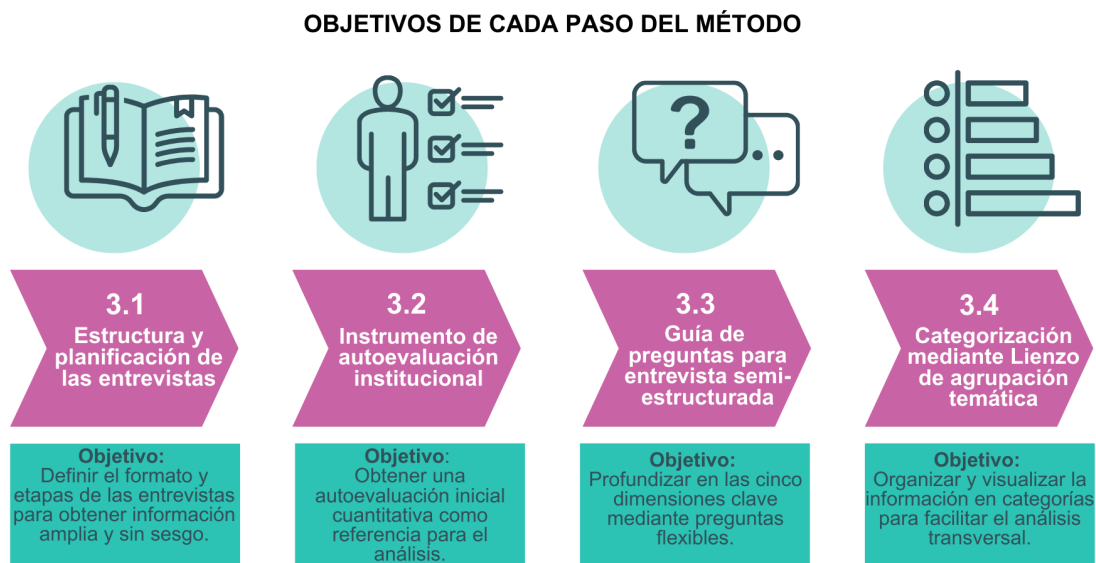 OBJETIVOS DE CADA PASO DEL MÉTODO
?
3.1
Estructura y
planificación de
las entrevistas
Objetivo:
Definir el formato y
etapas de las entrevistas
para obtener información
amplia y sin sesgo.
3.2
Instrumento de
autoevaluación
institucional
Objetivo:
Obtener una
autoevaluación inicial
cuantitativa como
referencia para el
análisis.
3.3
Guía de
preguntas para
entrevista semi-
estructurada
Objetivo:
Profundizar en las cinco
dimensiones clave
mediante preguntas
flexibles.
3.4
Categorización
mediante Lienzo
de agrupación
temática
Objetivo:
Organizar y visualizar la
información en categorías
para facilitar el análisis
transversal.